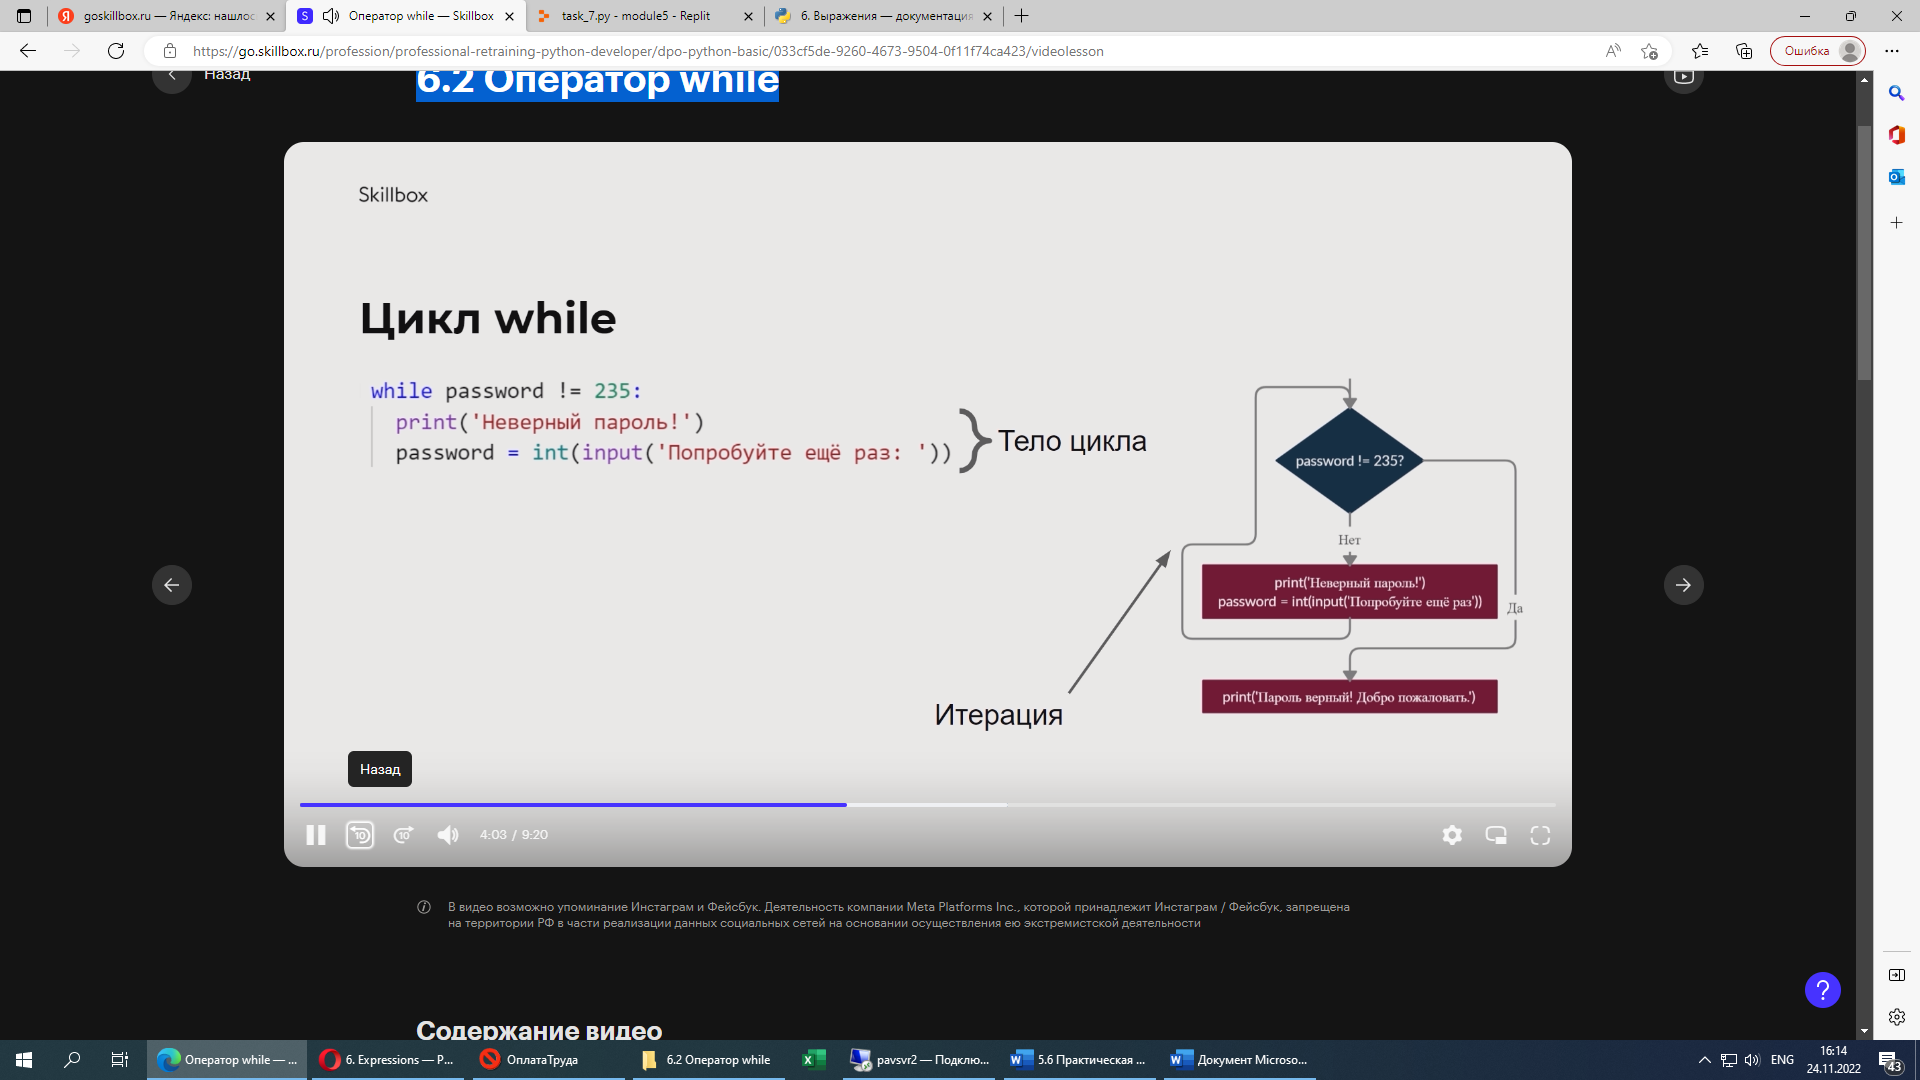 goskillbox.ru — Яндекс: нашлос
Оператор while — Skillbox
task_7.py - module5 - Replit
6. Выражения — документация
https://go.skillbox.ru/profession/professional-retraining-python-developer/dpo-python-basic/033cf5de-9260-4673-9504-0f11f74ca423/videolesson
Ошибка
Назад
6.2 Оператор while
Skillbox
Цикл while
while password != 235:
print('Неверный пароль!')
password = int(input('Попробуйте ещё раз: '))
Тело цикла
password != 235?
Нет
print('Неверный пароль!')
password = int(input('Попробуйте ещё раз'))
Да
print('Пароль верный! Добро пожаловать.')
Итерация
Назад
10
10
4:03 / 9:20
В видео возможно упоминание Инстаграм и Фейсбук. Деятельность компании Meta Platforms Inc., которой принадлежит Инстаграм / Фейсбук, запрещена
на территории РФ в части реализации данных социальных сетей на основании осуществления ею экстремистской деятельности
?
Содержание видео
Оператор while — ...
6. Expressions — P...
ОплатаТруда
6.2 Оператор while
pavsvr2 — Подклю...
5.6 Практическая ...
Документ Microso...
ENG
16:14
24.11.2022
43